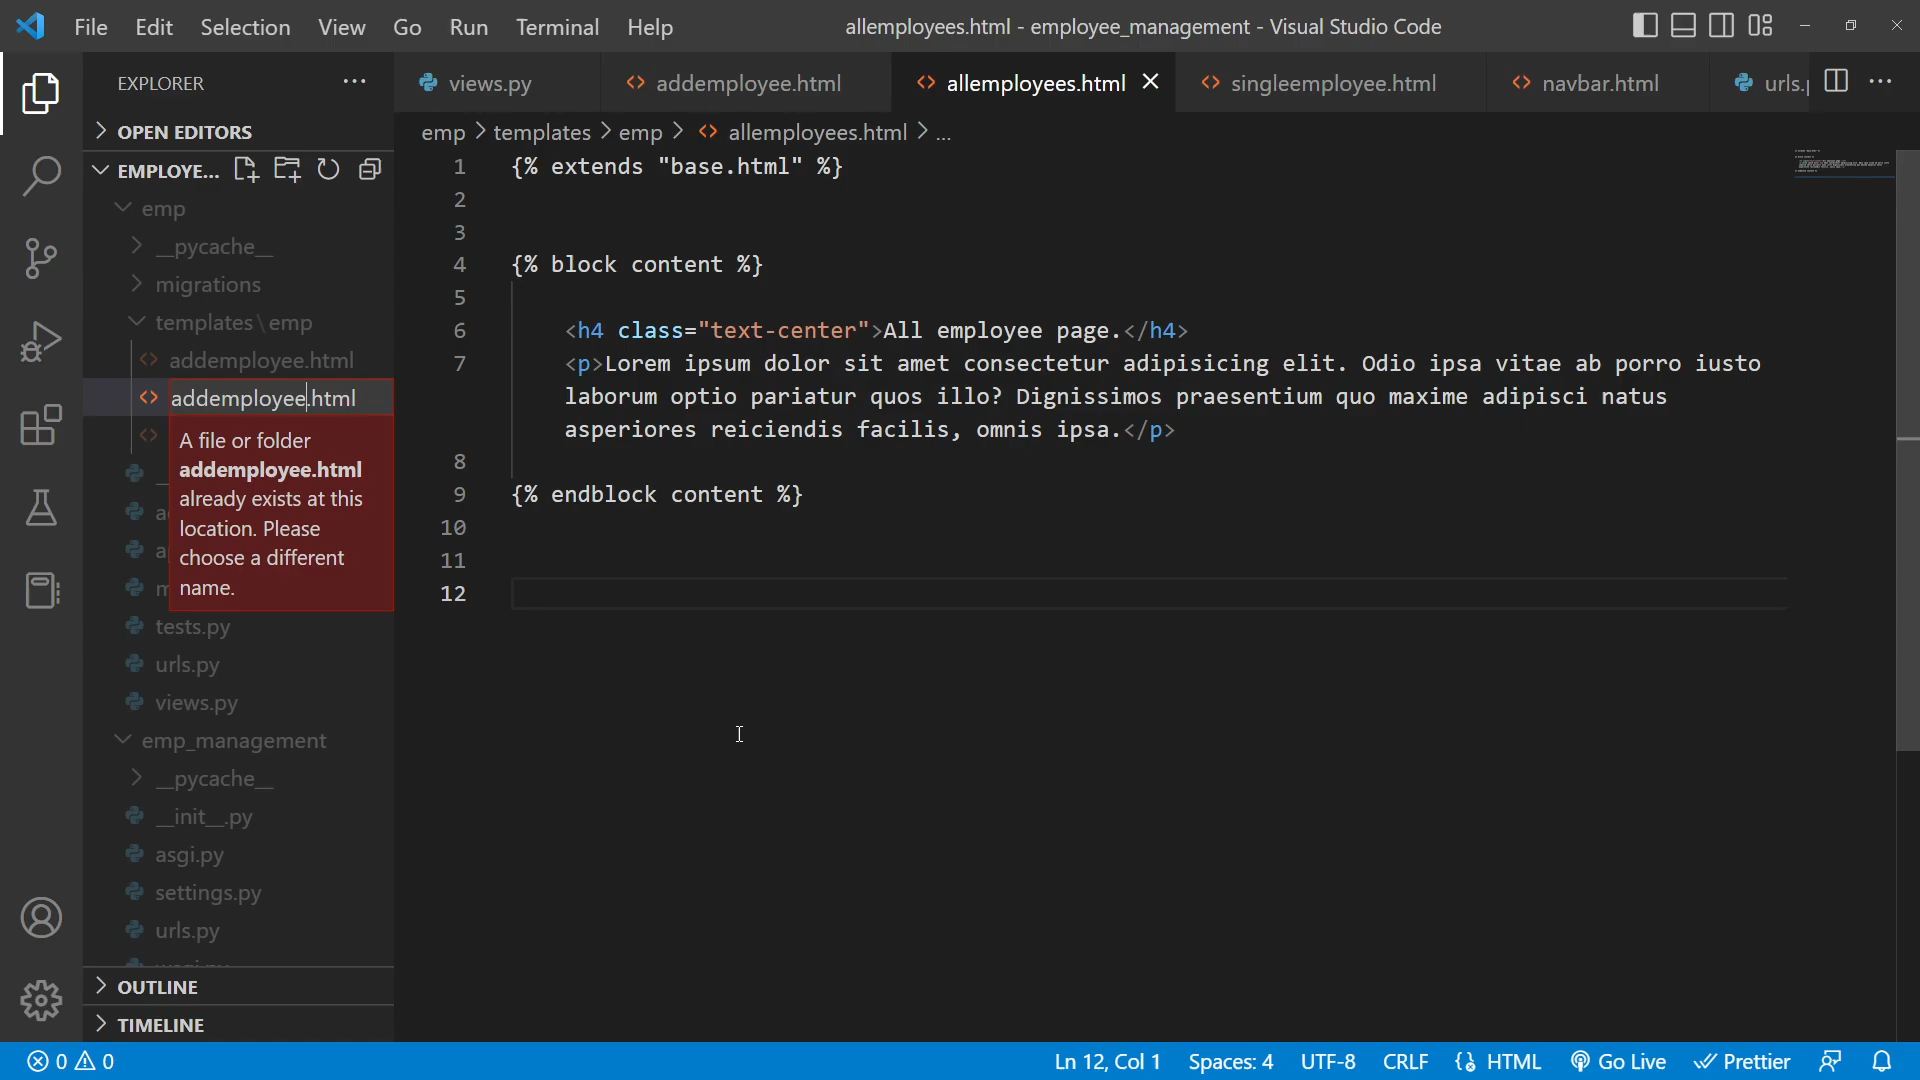 File Edit Selection View Go Run Terminal Help
allemployees.html - employee_management - Visual Studio Code
EXPLORER
views.py
addemployee.html
allemployees.html
singleemployee.html
navbar.html
urls.
OPEN EDITORS
emp > templates > emp > <> allemployees.html > ...
EMPLOYE...
emp
__pycache__
migrations
templates\emp
addemployee.html
addemployee.html
A file or folder
addemployee.html
already exists at this
location. Please
choose a different
name.
tests.py
urls.py
views.py
emp_management
__pycache__
__init__.py
asgi.py
settings.py
urls.py
OUTLINE
TIMELINE
1 {% extends "base.html" %}
2
3
4 {% block content %}
5
6 <h4 class="text-center">All employee page.</h4>
7 <p>Lorem ipsum dolor sit amet consectetur adipisicing elit. Odio ipsa vitae ab porro iusto
laborum optio pariatur quos illo? Dignissimos praesentium quo maxime adipisci natus
asperiores reiciendis facilis, omnis ipsa.</p>
8
9 {% endblock content %}
10
11
12
0 0
Ln 12, Col 1 Spaces: 4 UTF-8 CRLF {} HTML Go Live Prettier